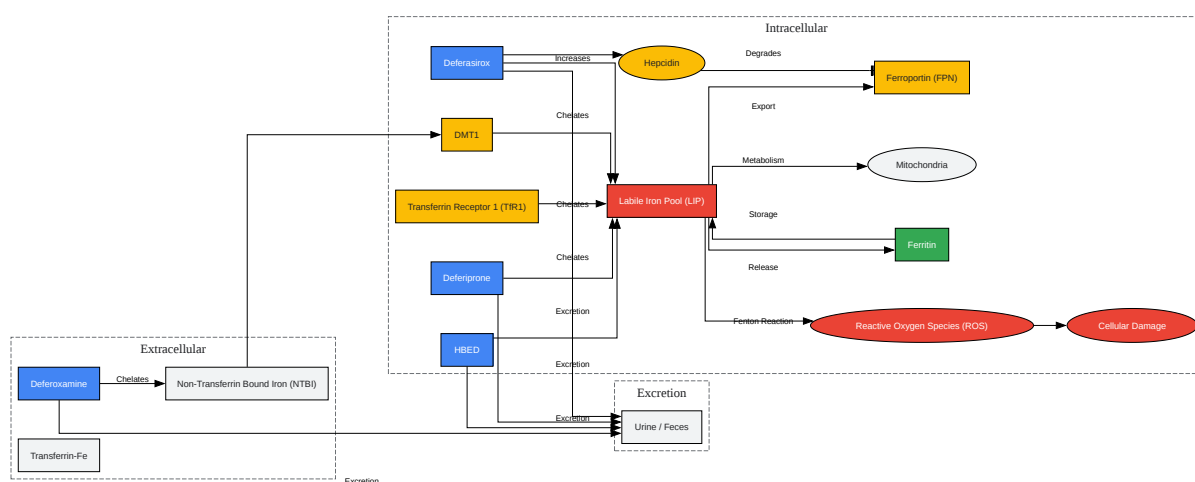 Intracellular
Deferasirox
Increases
Hepcidin
Degrades
Ferroportin (FPN)
Export
Chelates
DMT1
Metabolism
Mitochondria
Transferrin Receptor 1 (TfR1)
Chelates
Labile Iron Pool (LIP)
Storage
Ferritin
Chelates
Release
Deferiprone
Excretion
Fenton Reaction
Reactive Oxygen Species (ROS)
Cellular Damage
HBED
Excretion
Extracellular
Deferoxamine
Chelates
Non-Transferrin Bound Iron (NTBI)
Excretion
Excretion
Urine / Feces
Transferrin-Fe
Excretion